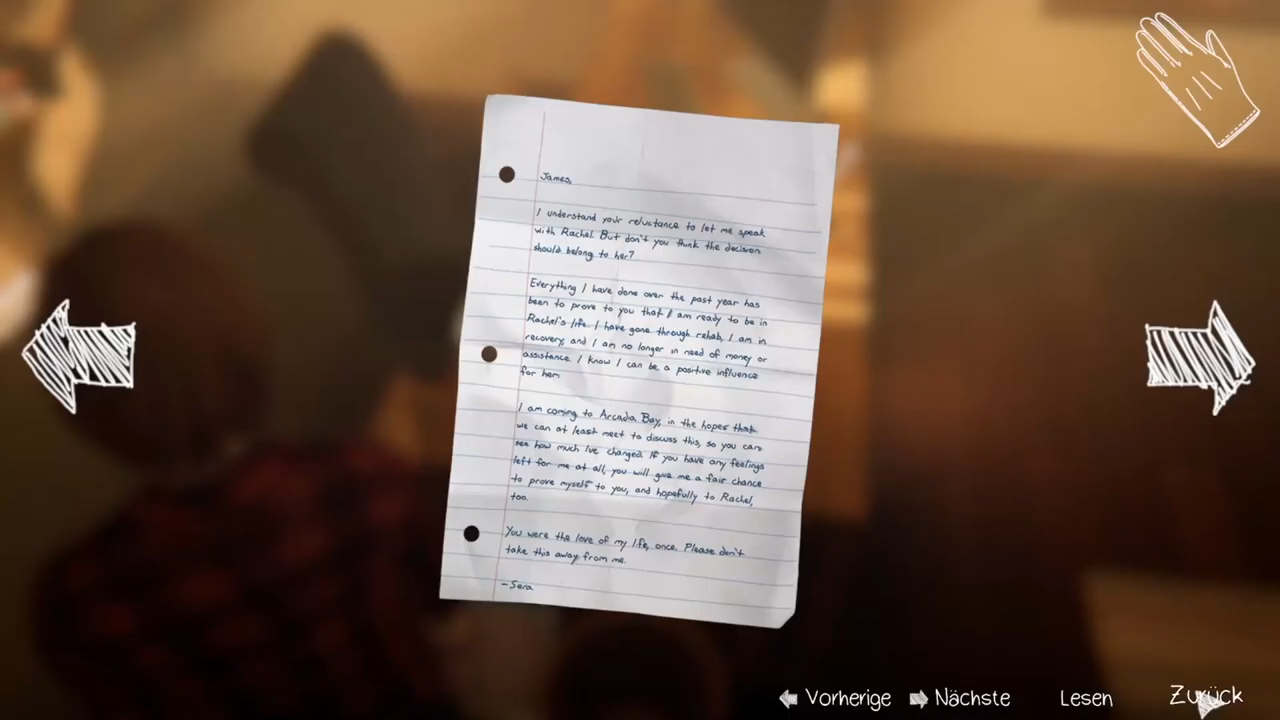 James,
I understand your reluctance to let me speak
with Rachel. But don't you think the decision
should belong to her?
Everything I have done over the past year has
been to prove to you that I am ready to be in
Rachel's life. I have gone through rehab, I am in
recovery, and I am no longer in need of money or
assistance. I know I can be a positive influence
for her.
I am coming to Arcadia Bay, in the hopes that
we can at least meet to discuss this, so you can
see how much I've changed. If you have any feelings
left for me at all, you will give me a fair chance
to prove myself to you, and hopefully to Rachel,
too.
You were the love of my life, once. Please don't
take this away from me.
-Sera
Vorherige Nächste Lesen Zurück